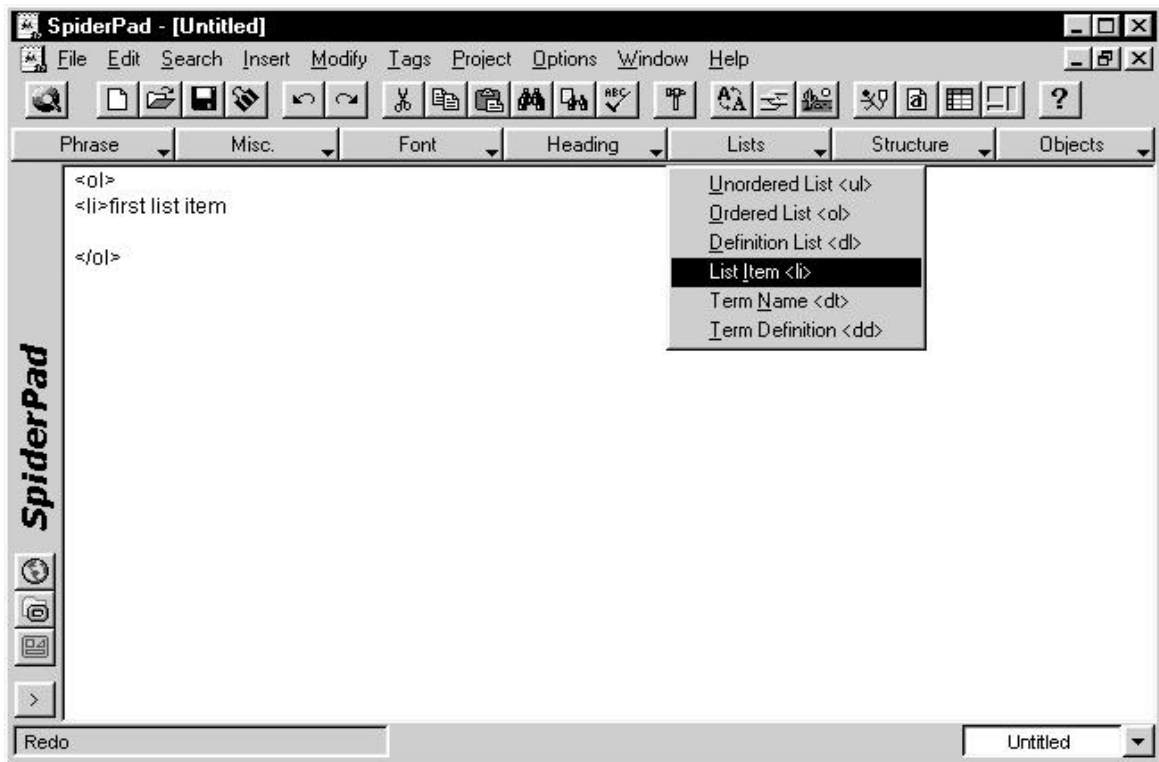 SpiderPad - [Untitled]
File Edit Search Insert Modify Tags Project Options Window Help
ABC
?
Phrase Misc. Font Heading Lists Structure Objects
<ol>
<li>first list item
</ol>
Unordered List <ul>
Ordered List <ol>
Definition List <dl>
List Item <li>
Term Name <dt>
Term Definition <dd>
SpiderPad
>
Redo
Untitled